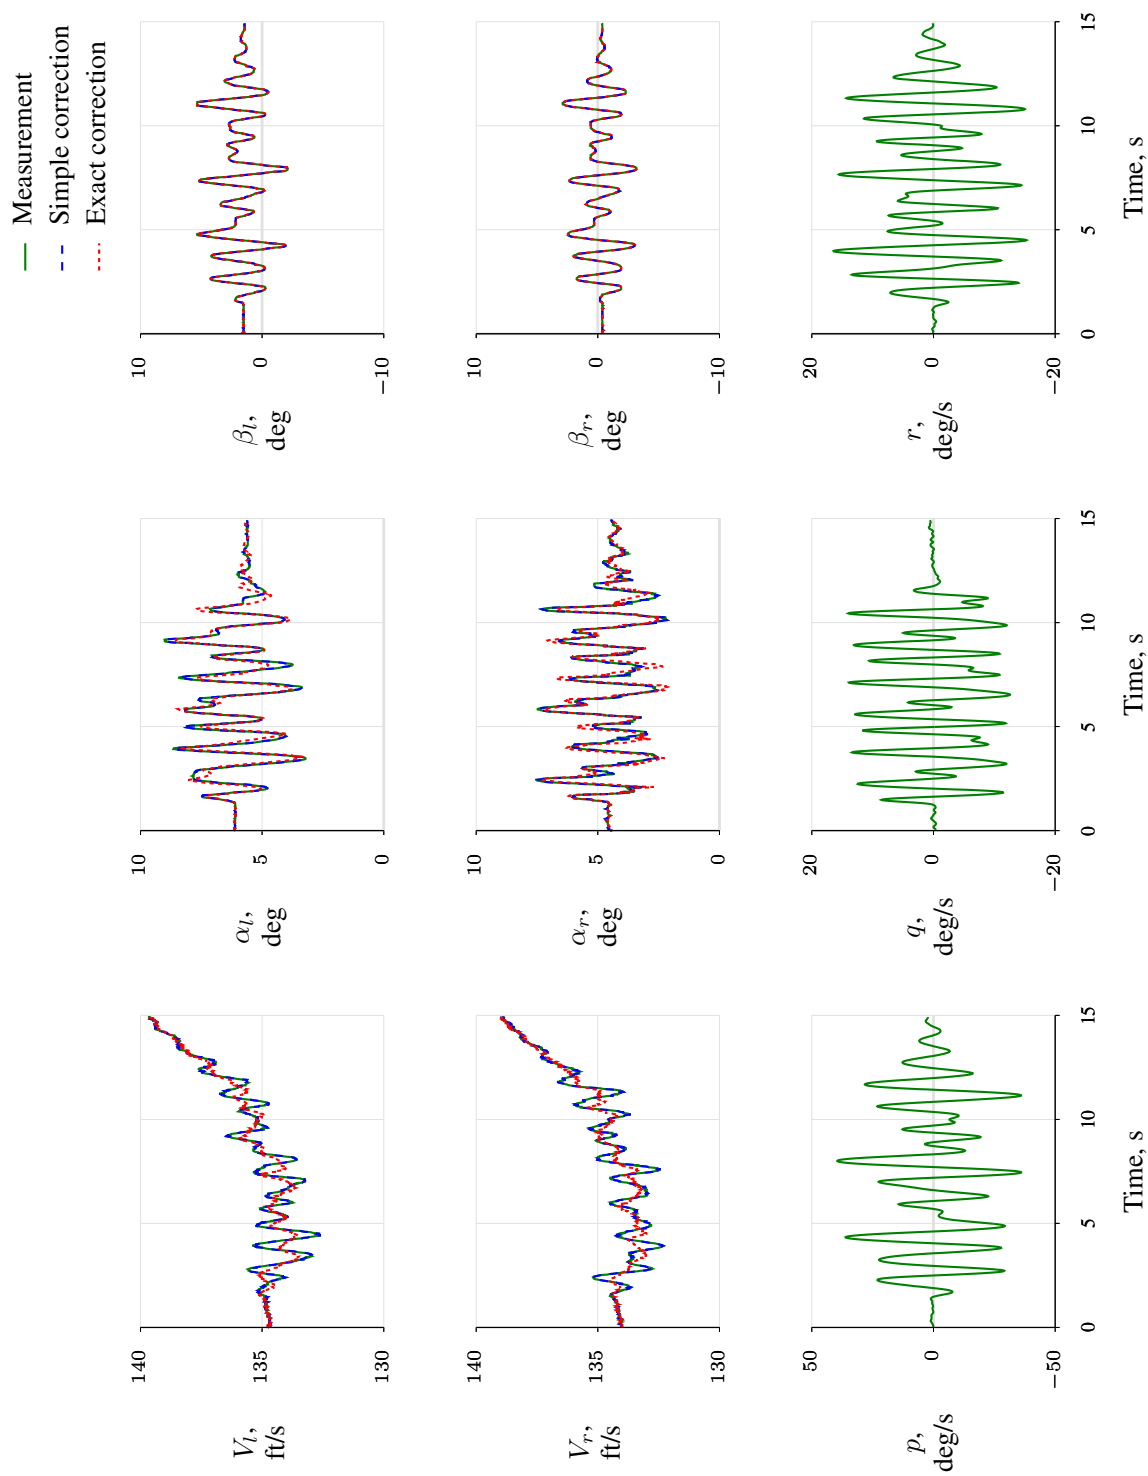 Measurement
Simple correction
Exact correction
140
135
130
V_l,
ft/s
10
5
0
α_l,
deg
10
0
−10
β_l,
deg
140
135
130
V_r,
ft/s
10
5
0
α_r,
deg
10
0
−10
β_r,
deg
50
0
−50
p,
deg/s
0 5 10 15
Time, s
20
0
−20
q,
deg/s
0 5 10 15
Time, s
20
0
−20
r,
deg/s
0 5 10 15
Time, s